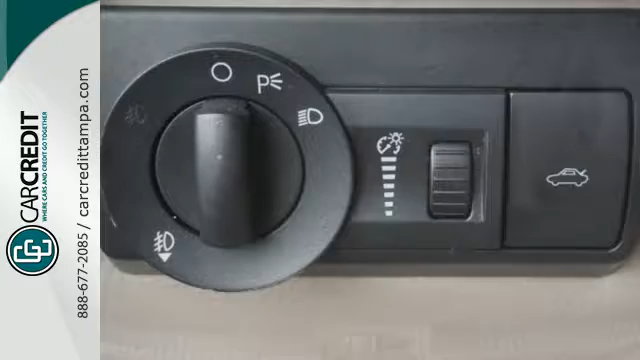 CARCREDIT
WHERE CARS AND CREDIT GO TOGETHER
888-677-2085 / carcredittampa.com
P